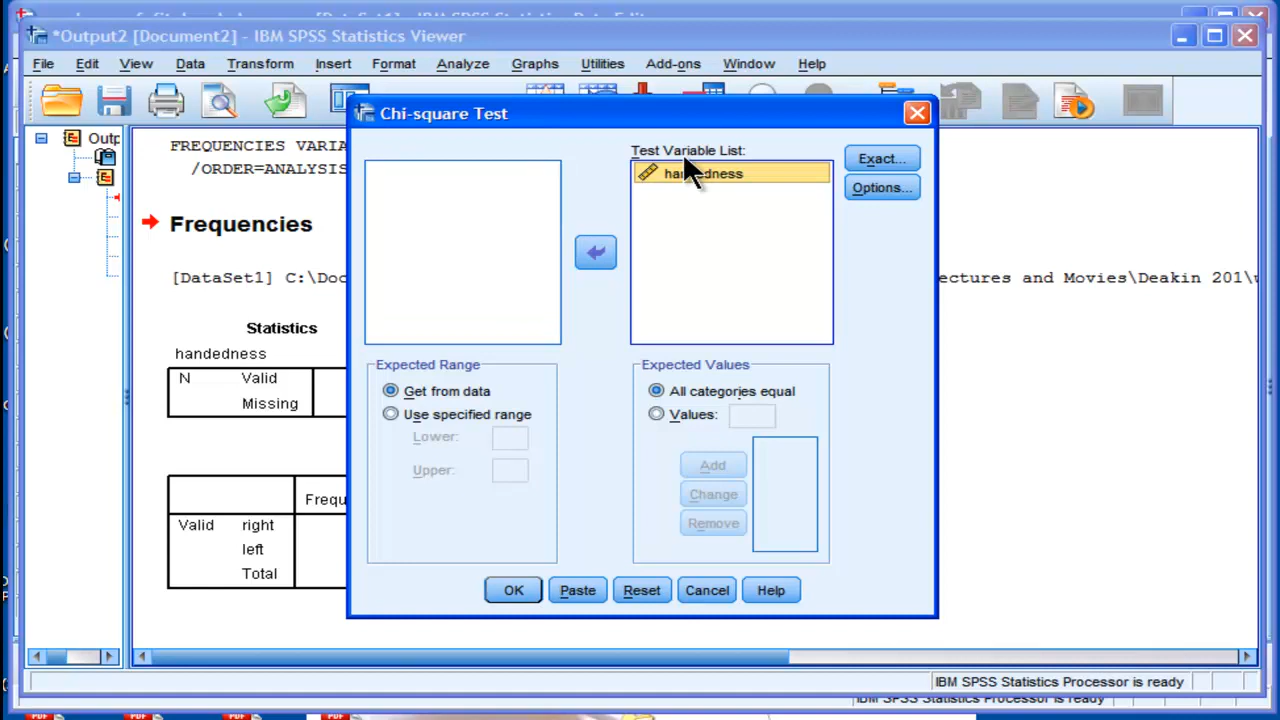 *Output2 [Document2] - IBM SPSS Statistics Viewer
File Edit View Data Transform Insert Format Analyze Graphs Utilities Add-ons Window Help
Chi-square Test
Outp
FREQUENCIES VARIA
/ORDER=ANALYSIS
Frequencies
[DataSet1] C:\Doc
ectures and Movies\Deakin 201\
Statistics
handedness
N Valid
Missing
Frequ
Valid right
left
Total
Test Variable List:
handedness
Exact...
Options...
Expected Range
Get from data
Use specified range
Lower:
Upper:
Expected Values
All categories equal
Values:
Add
Change
Remove
OK Paste Reset Cancel Help
IBM SPSS Statistics Processor is ready
IBM SPSS Statistics Processor is ready
PDF PDF PDF PDF